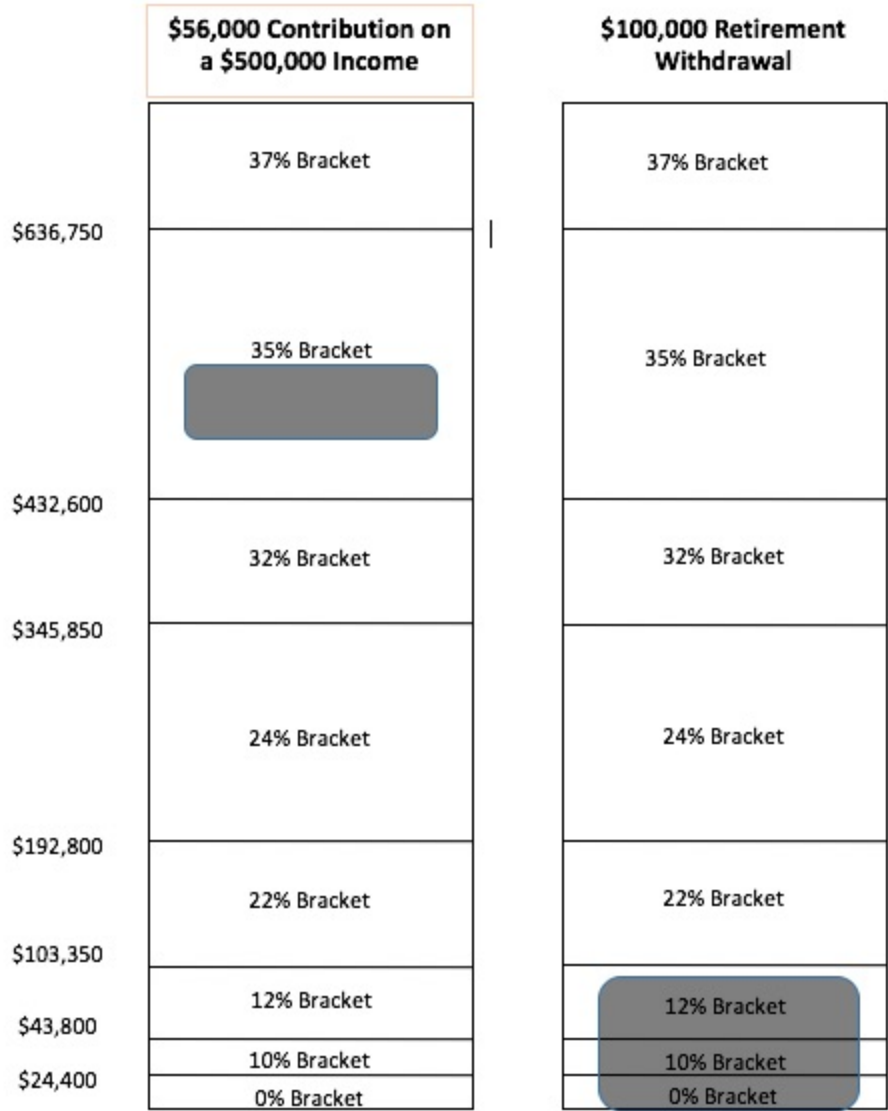 $56,000 Contribution on
a $500,000 Income
$100,000 Retirement
Withdrawal
37% Bracket
37% Bracket
$636,750
35% Bracket
35% Bracket
$432,600
32% Bracket
32% Bracket
$345,850
24% Bracket
24% Bracket
$192,800
22% Bracket
22% Bracket
$103,350
12% Bracket
12% Bracket
$43,800
10% Bracket
10% Bracket
$24,400
0% Bracket
0% Bracket